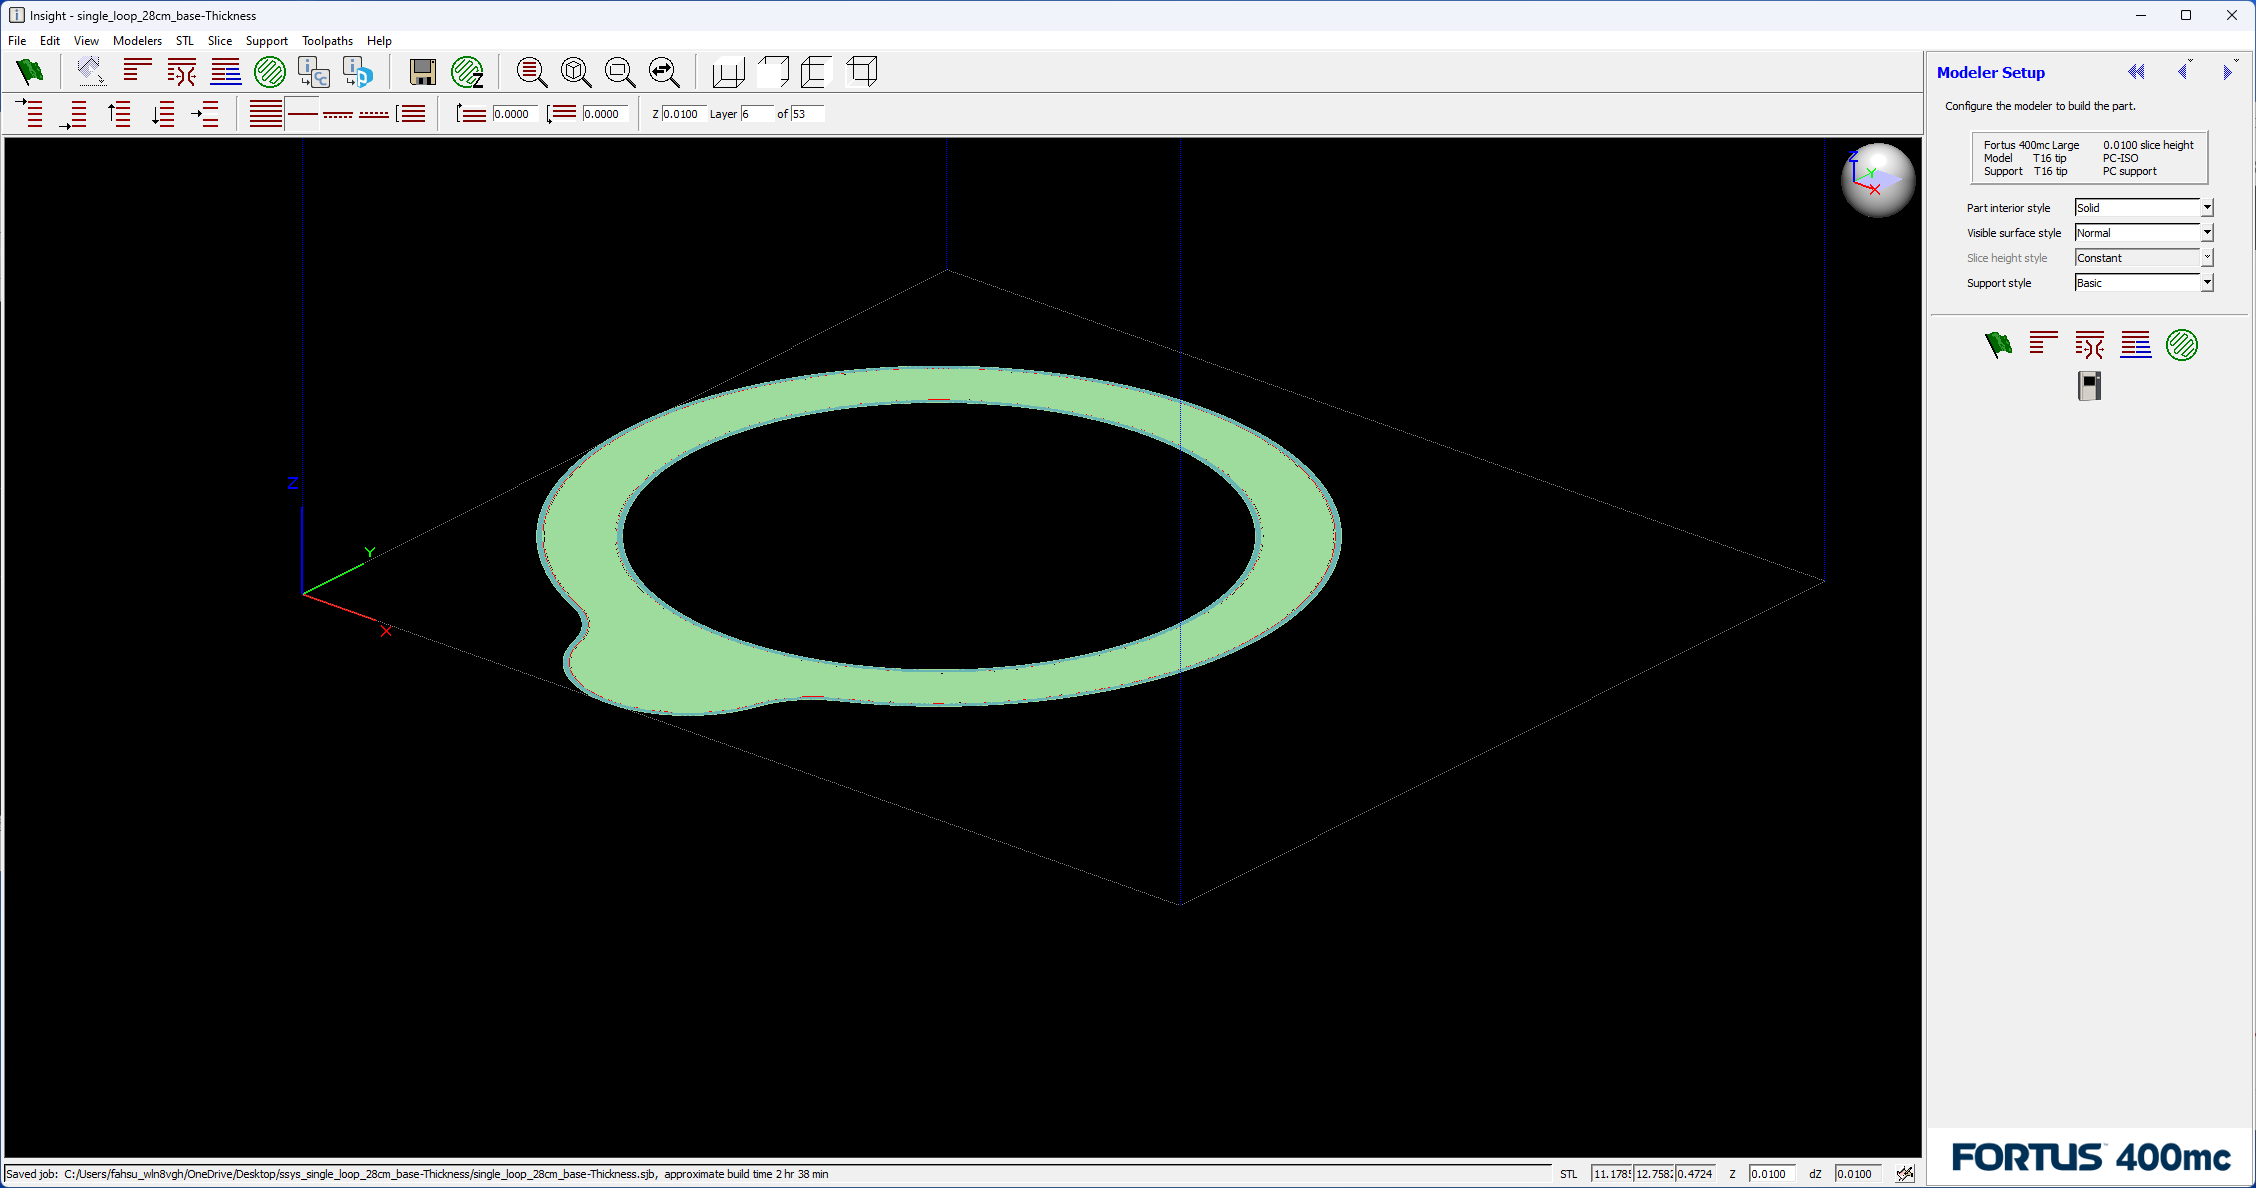 Insight - single_loop_28cm_base-Thickness
File Edit View Modelers STL Slice Support Toolpaths Help
0.0000 0.0000 Z 0.0100 Layer 6 of 53
Z
Y
X
Z
Y
X
Modeler Setup
Configure the modeler to build the part.
Fortus 400mc Large 0.0100 slice height
Model T16 tip PC-ISO
Support T16 tip PC support
Part interior style Solid
Visible surface style Normal
Slice height style Constant
Support style Basic
FORTUS 400mc
Saved job: C:/Users/fahsu_wln8vgh/OneDrive/Desktop/ssys_single_loop_28cm_base-Thickness/single_loop_28cm_base-Thickness.sjb, approximate build time 2 hr 38 min
STL 0.4724 Z 0.0100 dZ 0.0100